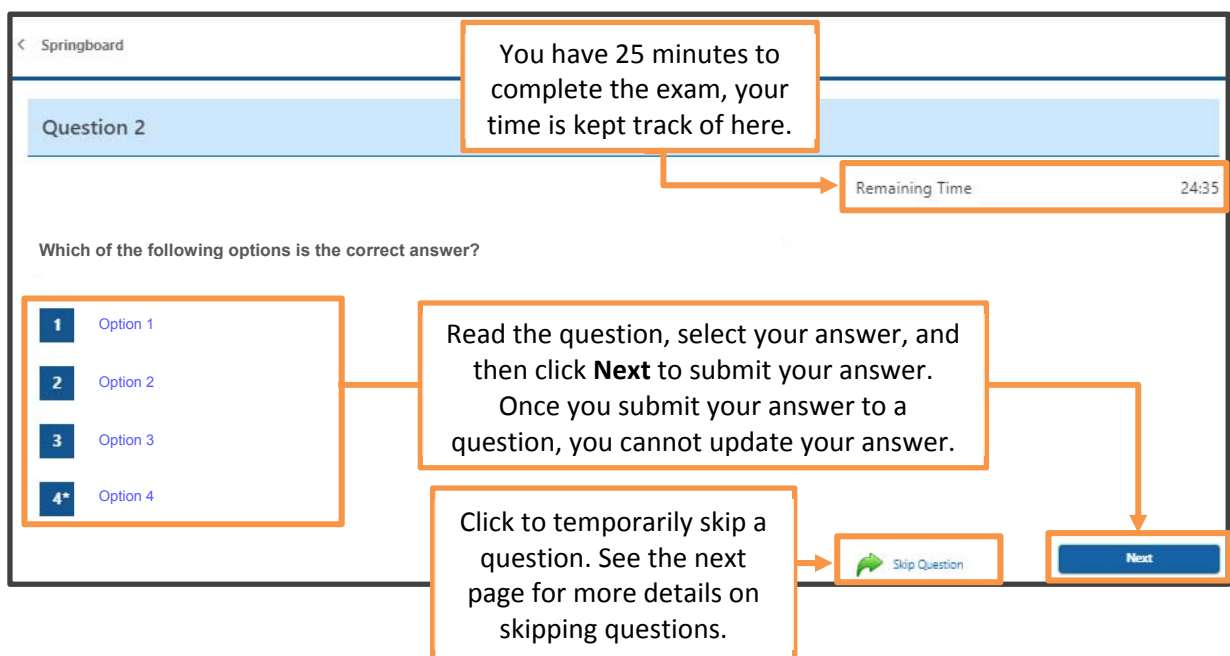 < Springboard
You have 25 minutes to
complete the exam, your
time is kept track of here.
Question 2
Remaining Time 24:35
Which of the following options is the correct answer?
1 Option 1
2 Option 2
3 Option 3
4* Option 4
Read the question, select your answer, and
then click Next to submit your answer.
Once you submit your answer to a
question, you cannot update your answer.
Click to temporarily skip a
question. See the next
page for more details on
skipping questions.
Skip Question
Next